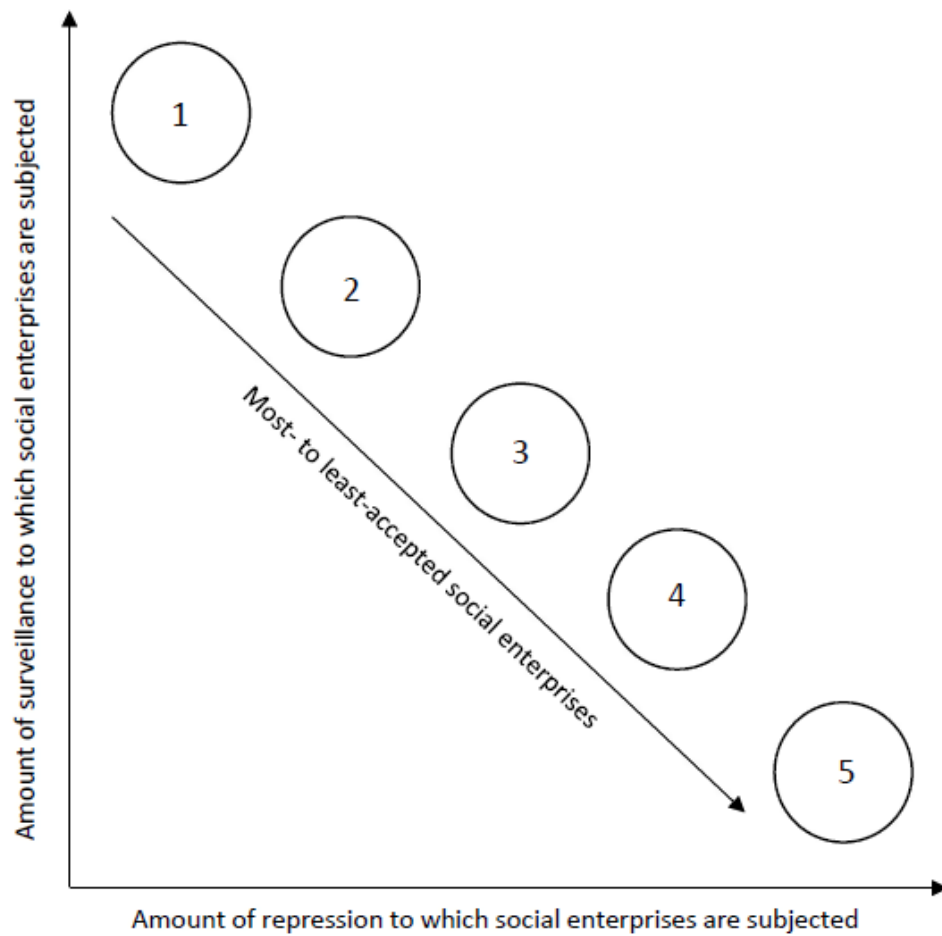 Amount of surveillance to which social enterprises are subjected
1
2
3
4
5
Most- to least-accepted social enterprises
Amount of repression to which social enterprises are subjected